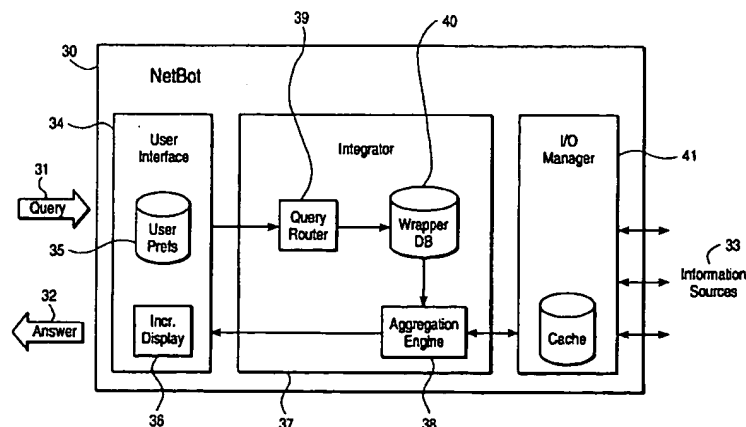 39
40
30
NetBot
34
User
Interface
Integrator
I/O
Manager
41
31
Query
User
Prefs
35
Query
Router
Wrapper
DB
33
Information
Sources
32
Answer
Incr.
Display
Aggregation
Engine
Cache
36
37
38